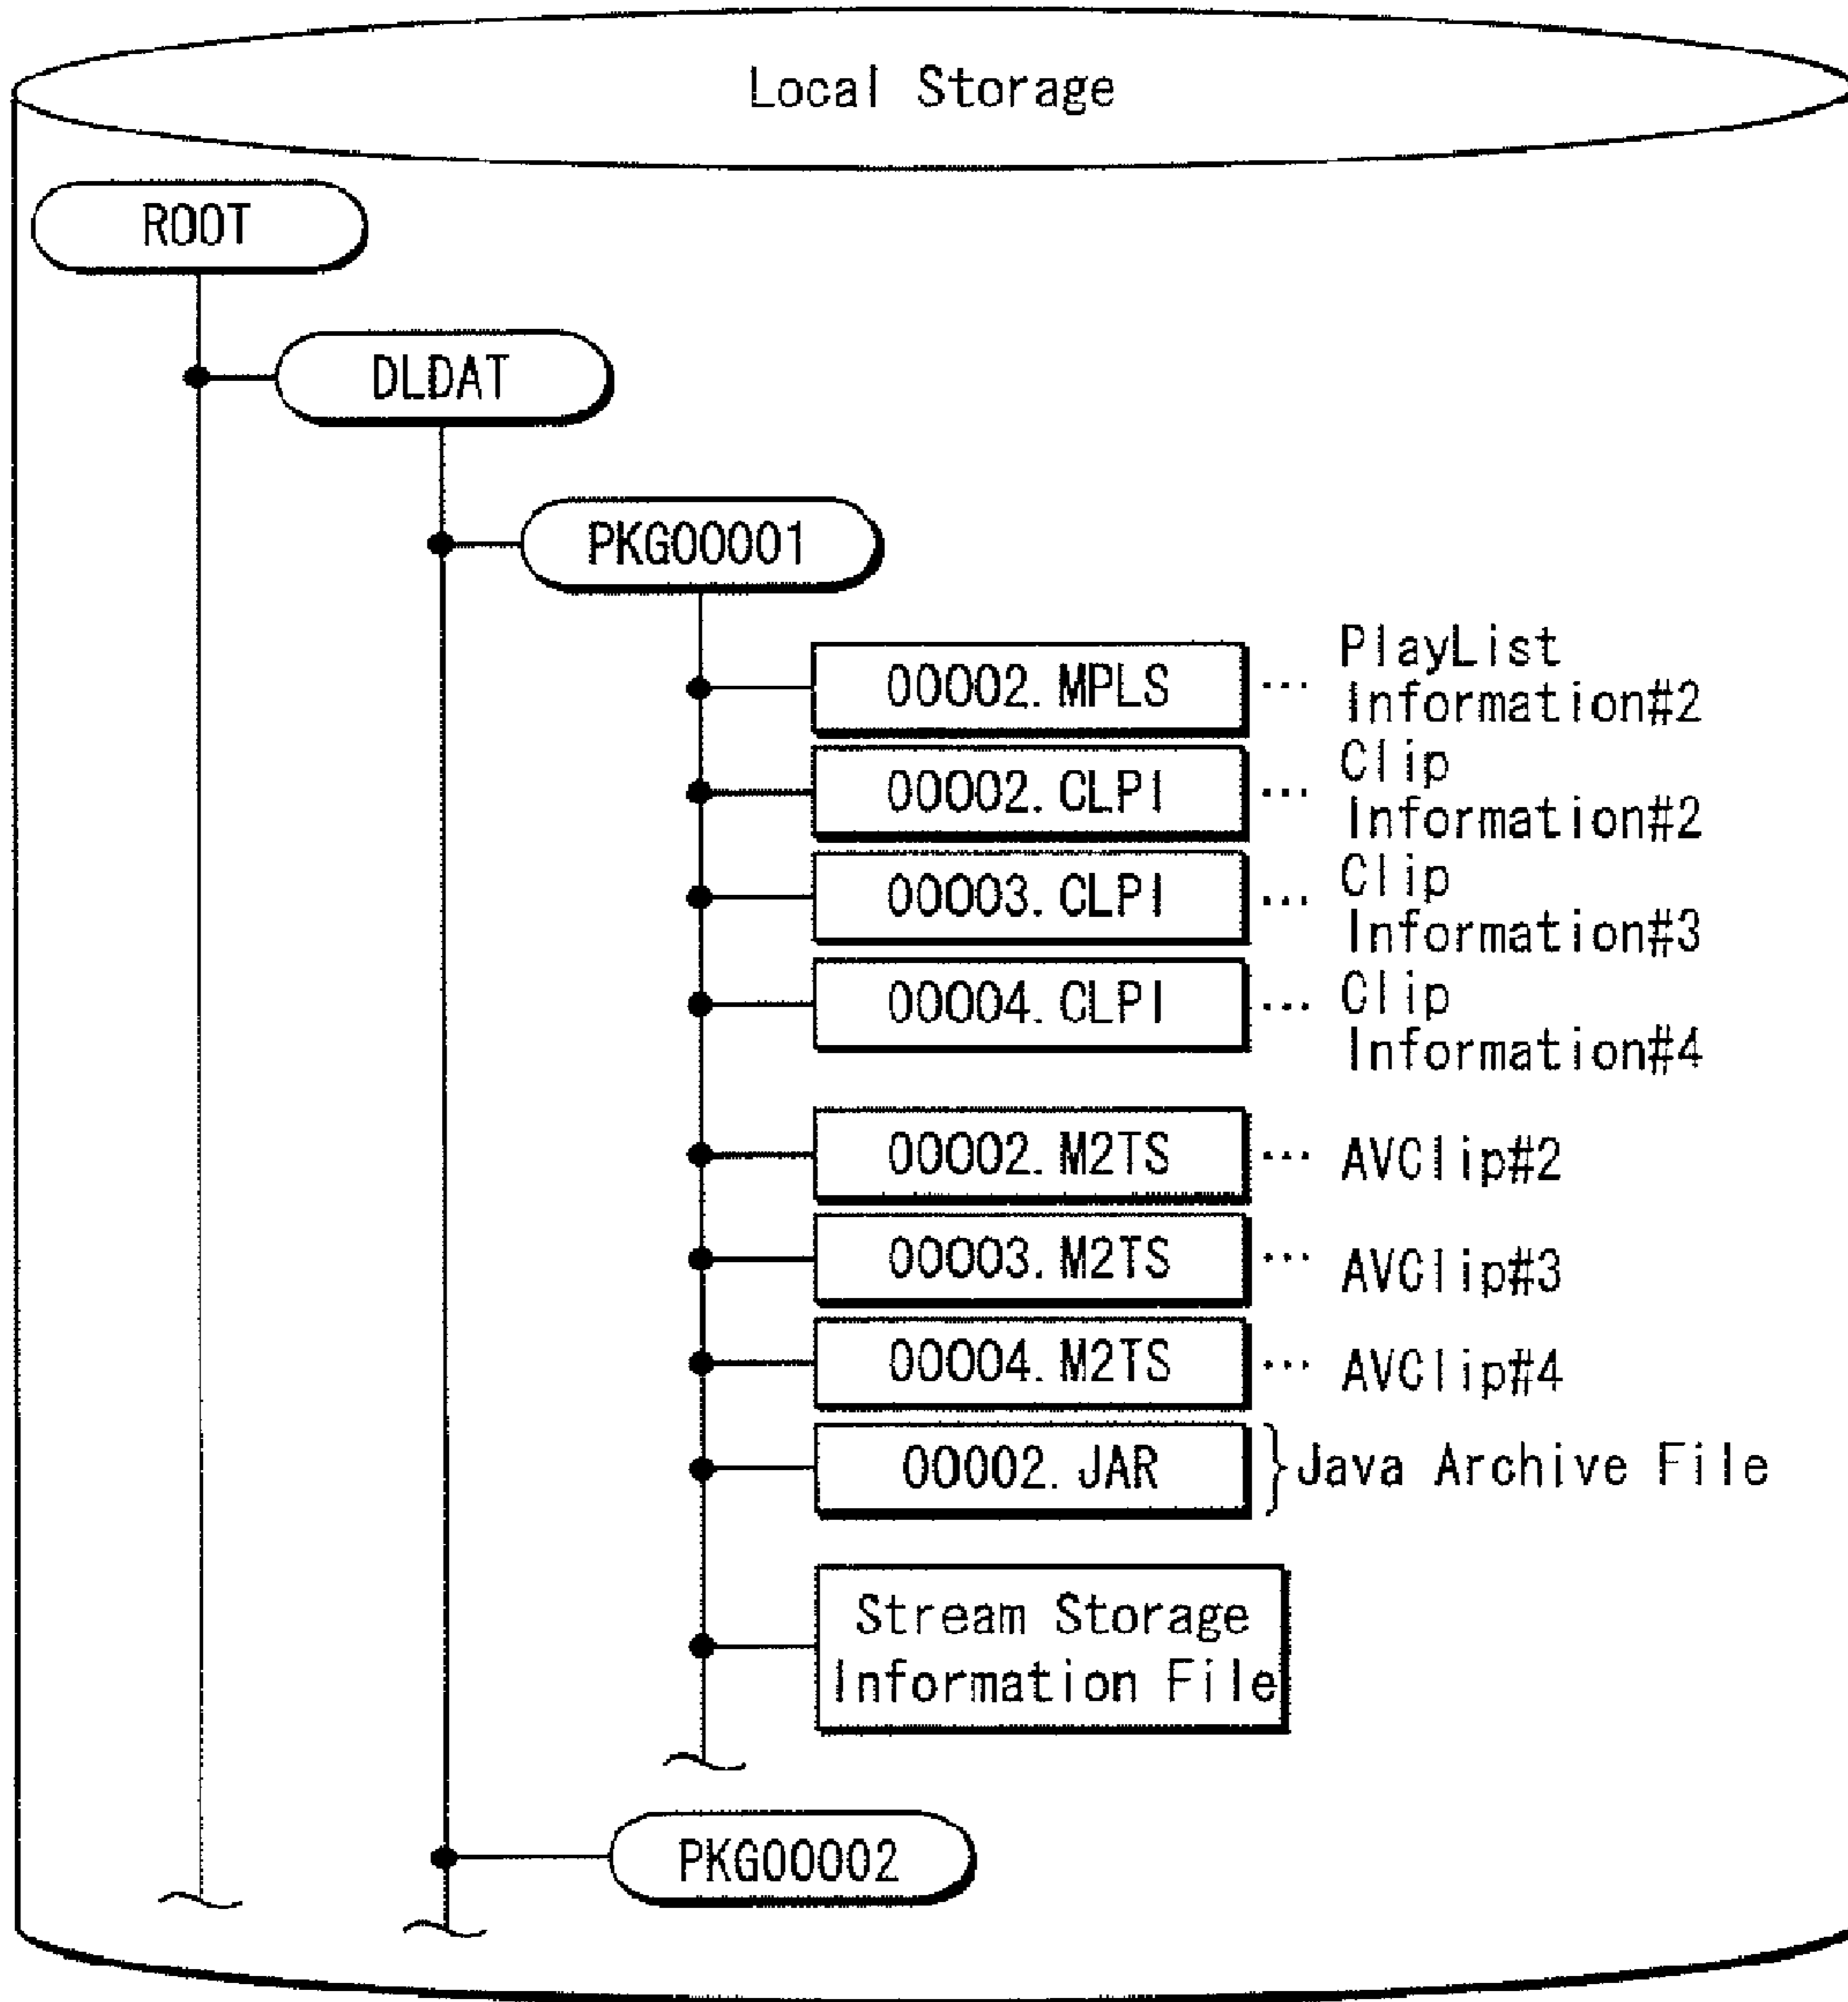 Local Storage
ROOT
DLDAT
PKG00001
00002.MPLS ... PlayList
Information#2
00002.CLPI ... Clip
Information#2
00003.CLPI ... Clip
Information#3
00004.CLPI ... Clip
Information#4
00002.M2TS ... AVClip#2
00003.M2TS ... AVClip#3
00004.M2TS ... AVClip#4
00002.JAR } Java Archive File
Stream Storage
Information File
PKG00002